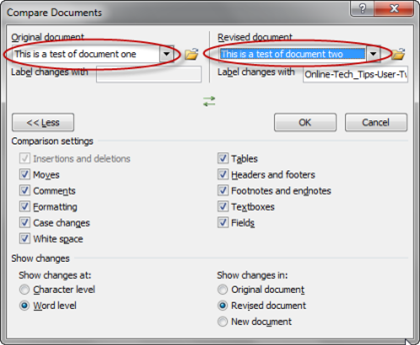 Compare Documents
Original document
Revised document
This is a test of document one
This is a test of document two
Label changes with
Label changes with
Online-Tech_Tips-User-Tw
<< Less
OK
Cancel
Comparison settings
Insertions and deletions
Moves
Comments
Formatting
Case changes
White space
Tables
Headers and footers
Footnotes and endnotes
Textboxes
Fields
Show changes
Show changes at:
Character level
Word level
Show changes in:
Original document
Revised document
New document